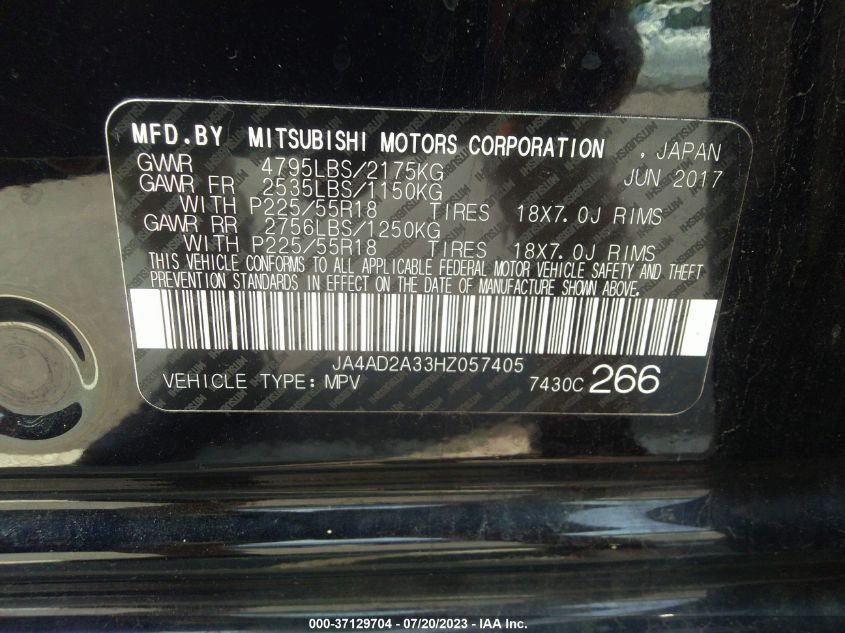 MFD.BY MITSUBISHI MOTORS CORPORATION , JAPAN
GVWR 4795LBS/2175KG JUN 2017
GAWR FR 2535LBS/1150KG
WITH P225/55R18 TIRES 18X7.0J RIMS
GAWR RR 2756LBS/1250KG
WITH P225/55R18 TIRES 18X7.0J RIMS
THIS VEHICLE CONFORMS TO ALL APPLICABLE FEDERAL MOTOR VEHICLE SAFETY AND THEFT
PREVENTION STANDARDS IN EFFECT ON THE DATE OF MANUFACTURE SHOWN ABOVE.
JA4AD2A33HZ057405
VEHICLE TYPE: MPV 7430C 266
000-37129704 - 07/20/2023 - IAA Inc.